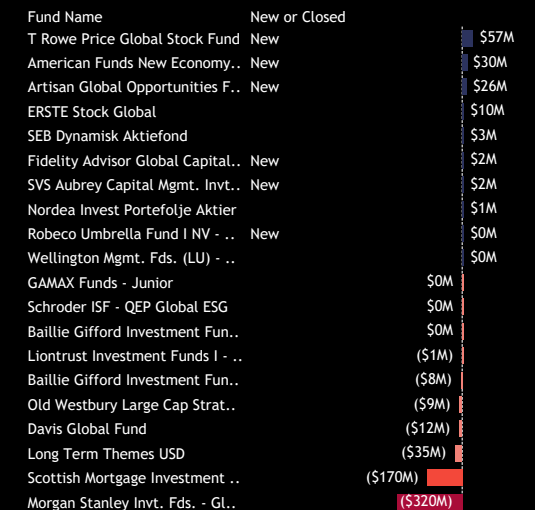 Fund Name New or Closed
T Rowe Price Global Stock Fund New $57M
American Funds New Economy.. New $30M
Artisan Global Opportunities F.. New $26M
ERSTE Stock Global $10M
SEB Dynamisk Aktiefond $3M
Fidelity Advisor Global Capital.. New $2M
SVS Aubrey Capital Mgmt. Invt.. New $2M
Nordea Invest Portefolje Aktier $1M
Robeco Umbrella Fund I NV - .. New $0M
Wellington Mgmt. Fds. (LU) - .. $0M
GAMAX Funds - Junior $0M
Schroder ISF - QEP Global ESG $0M
Baillie Gifford Investment Fun.. $0M
Liontrust Investment Funds I - .. ($1M)
Baillie Gifford Investment Fun.. ($8M)
Old Westbury Large Cap Strat.. ($9M)
Davis Global Fund ($12M)
Long Term Themes USD ($35M)
Scottish Mortgage Investment .. ($170M)
Morgan Stanley Invt. Fds. - Gl.. ($320M)